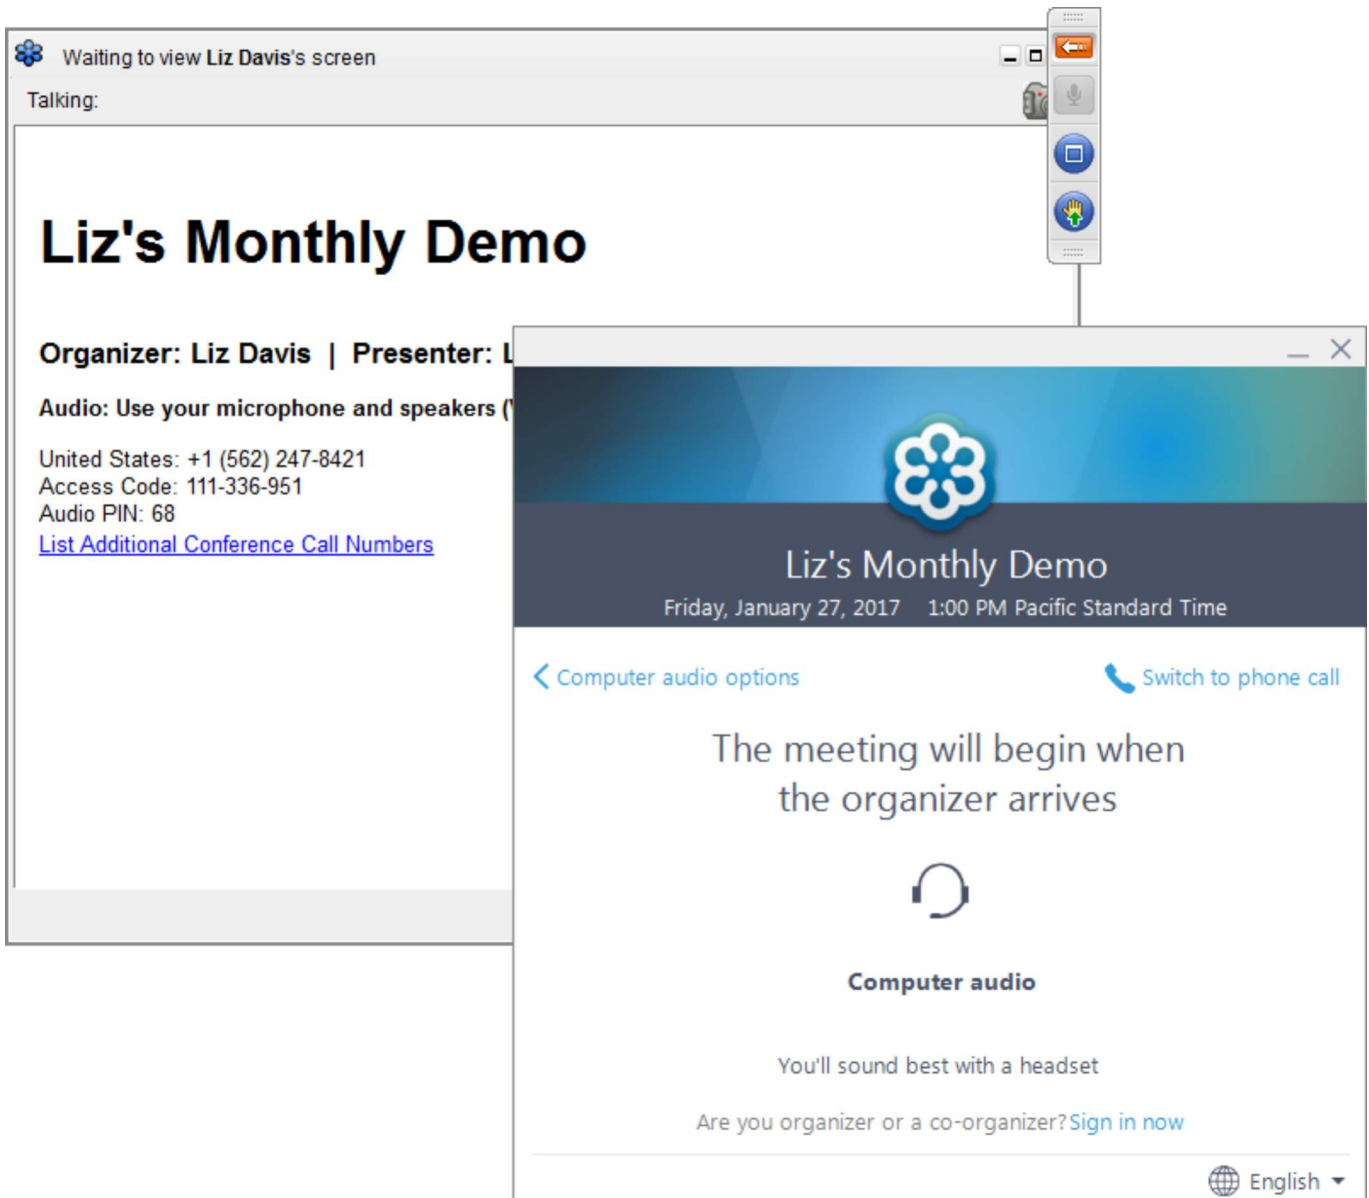 Waiting to view Liz Davis's screen
Talking:
Liz's Monthly Demo
Organizer: Liz Davis | Presenter: L
Audio: Use your microphone and speakers (
United States: +1 (562) 247-8421
Access Code: 111-336-951
Audio PIN: 68
List Additional Conference Call Numbers
Liz's Monthly Demo
Friday, January 27, 2017 1:00 PM Pacific Standard Time
Computer audio options
Switch to phone call
The meeting will begin when
the organizer arrives
Computer audio
You'll sound best with a headset
Are you organizer or a co-organizer? Sign in now
English